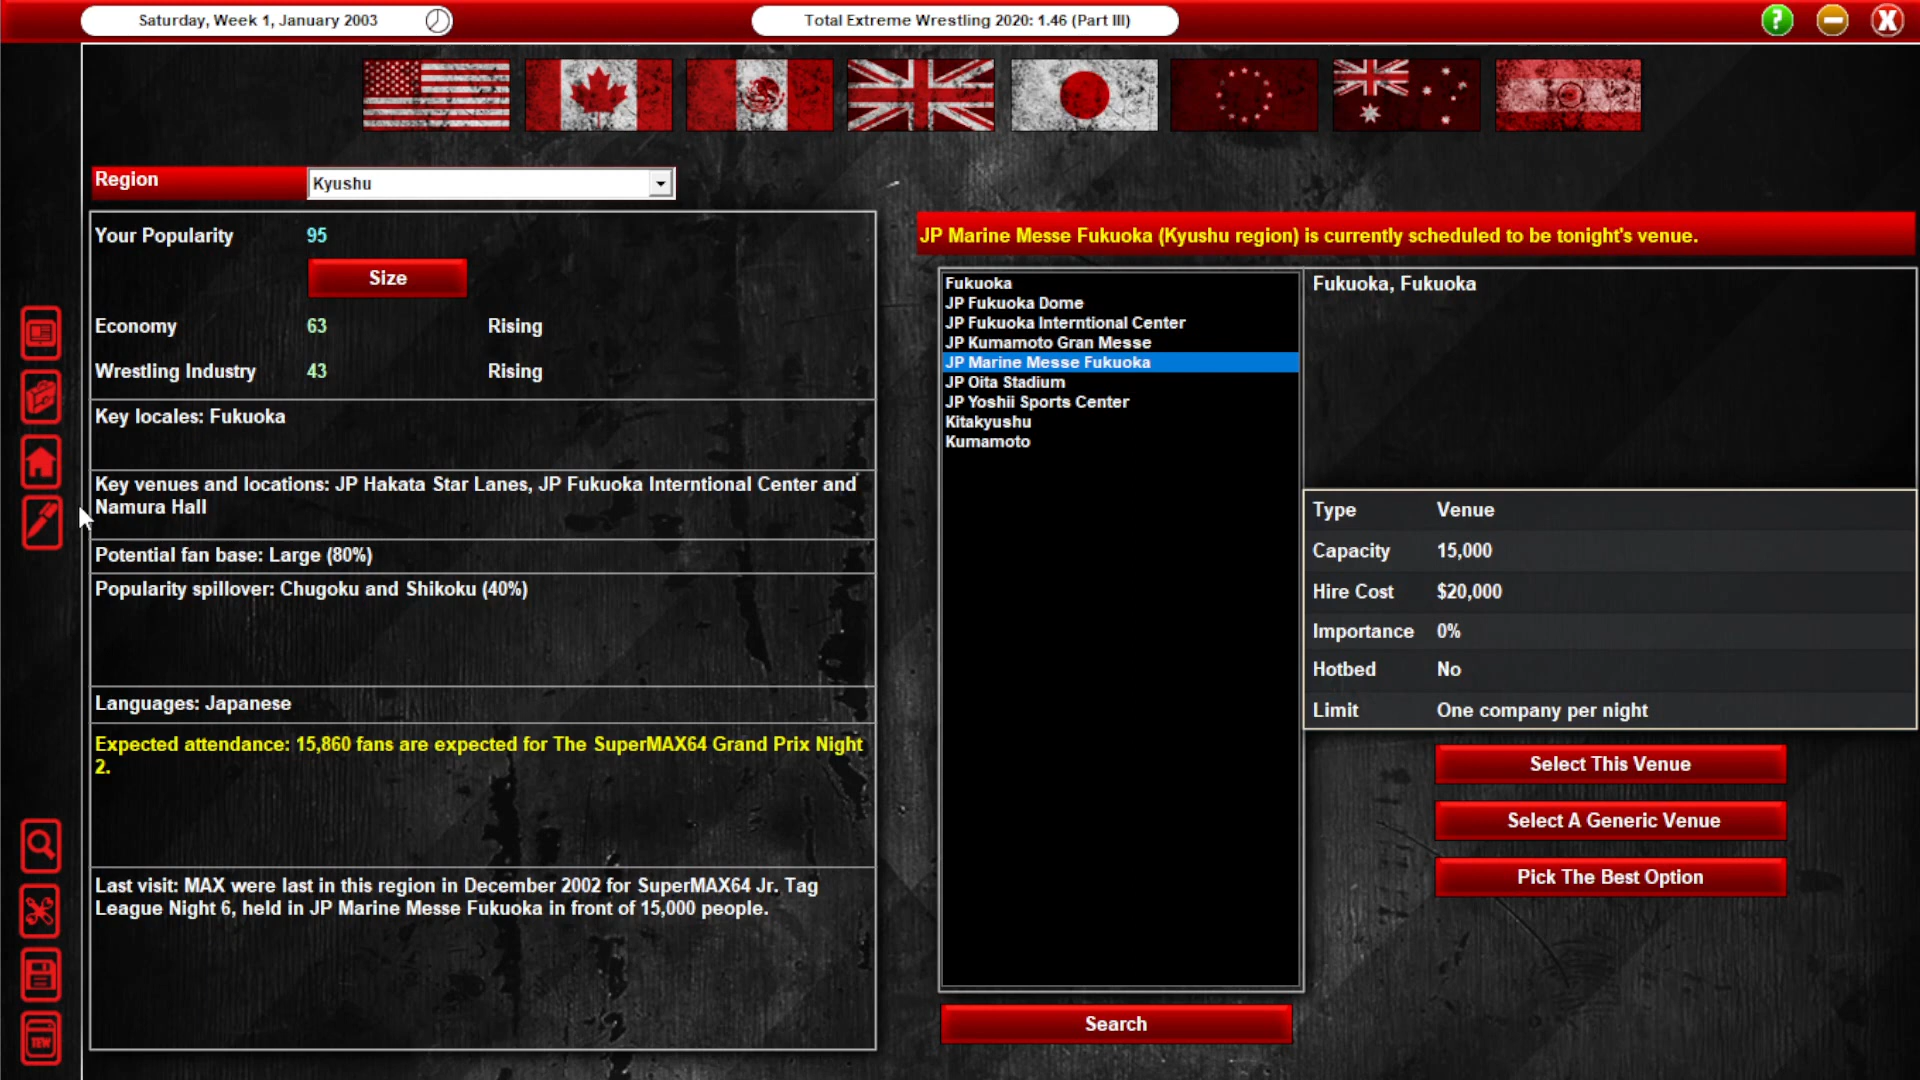 Saturday, Week 1, January 2003
Total Extreme Wrestling 2020: 1.46 (Part III)
?
X
Region
Kyushu
Your Popularity
95
Size
Economy
63
Rising
Wrestling Industry
43
Rising
Key locales: Fukuoka
Key venues and locations: JP Hakata Star Lanes, JP Fukuoka Interntional Center and
Namura Hall
Potential fan base: Large (80%)
Popularity spillover: Chugoku and Shikoku (40%)
Languages: Japanese
Expected attendance: 15,860 fans are expected for The SuperMAX64 Grand Prix Night
2.
Last visit: MAX were last in this region in December 2002 for SuperMAX64 Jr. Tag
League Night 6, held in JP Marine Messe Fukuoka in front of 15,000 people.
JP Marine Messe Fukuoka (Kyushu region) is currently scheduled to be tonight's venue.
Fukuoka
JP Fukuoka Dome
JP Fukuoka Interntional Center
JP Kumamoto Gran Messe
JP Marine Messe Fukuoka
JP Oita Stadium
JP Yoshii Sports Center
Kitakyushu
Kumamoto
Search
Fukuoka, Fukuoka
Type
Venue
Capacity
15,000
Hire Cost
$20,000
Importance
0%
Hotbed
No
Limit
One company per night
Select This Venue
Select A Generic Venue
Pick The Best Option
TEW